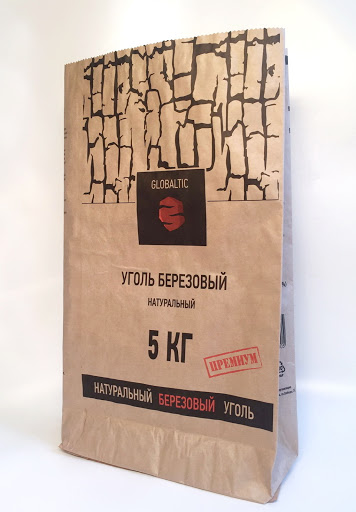 GLOBALTIC
УГОЛЬ БЕРЕЗОВЫЙ
НАТУРАЛЬНЫЙ
5 КГ
ПРЕМИУМ
НАТУРАЛЬНЫЙ БЕРЕЗОВЫЙ УГОЛЬ